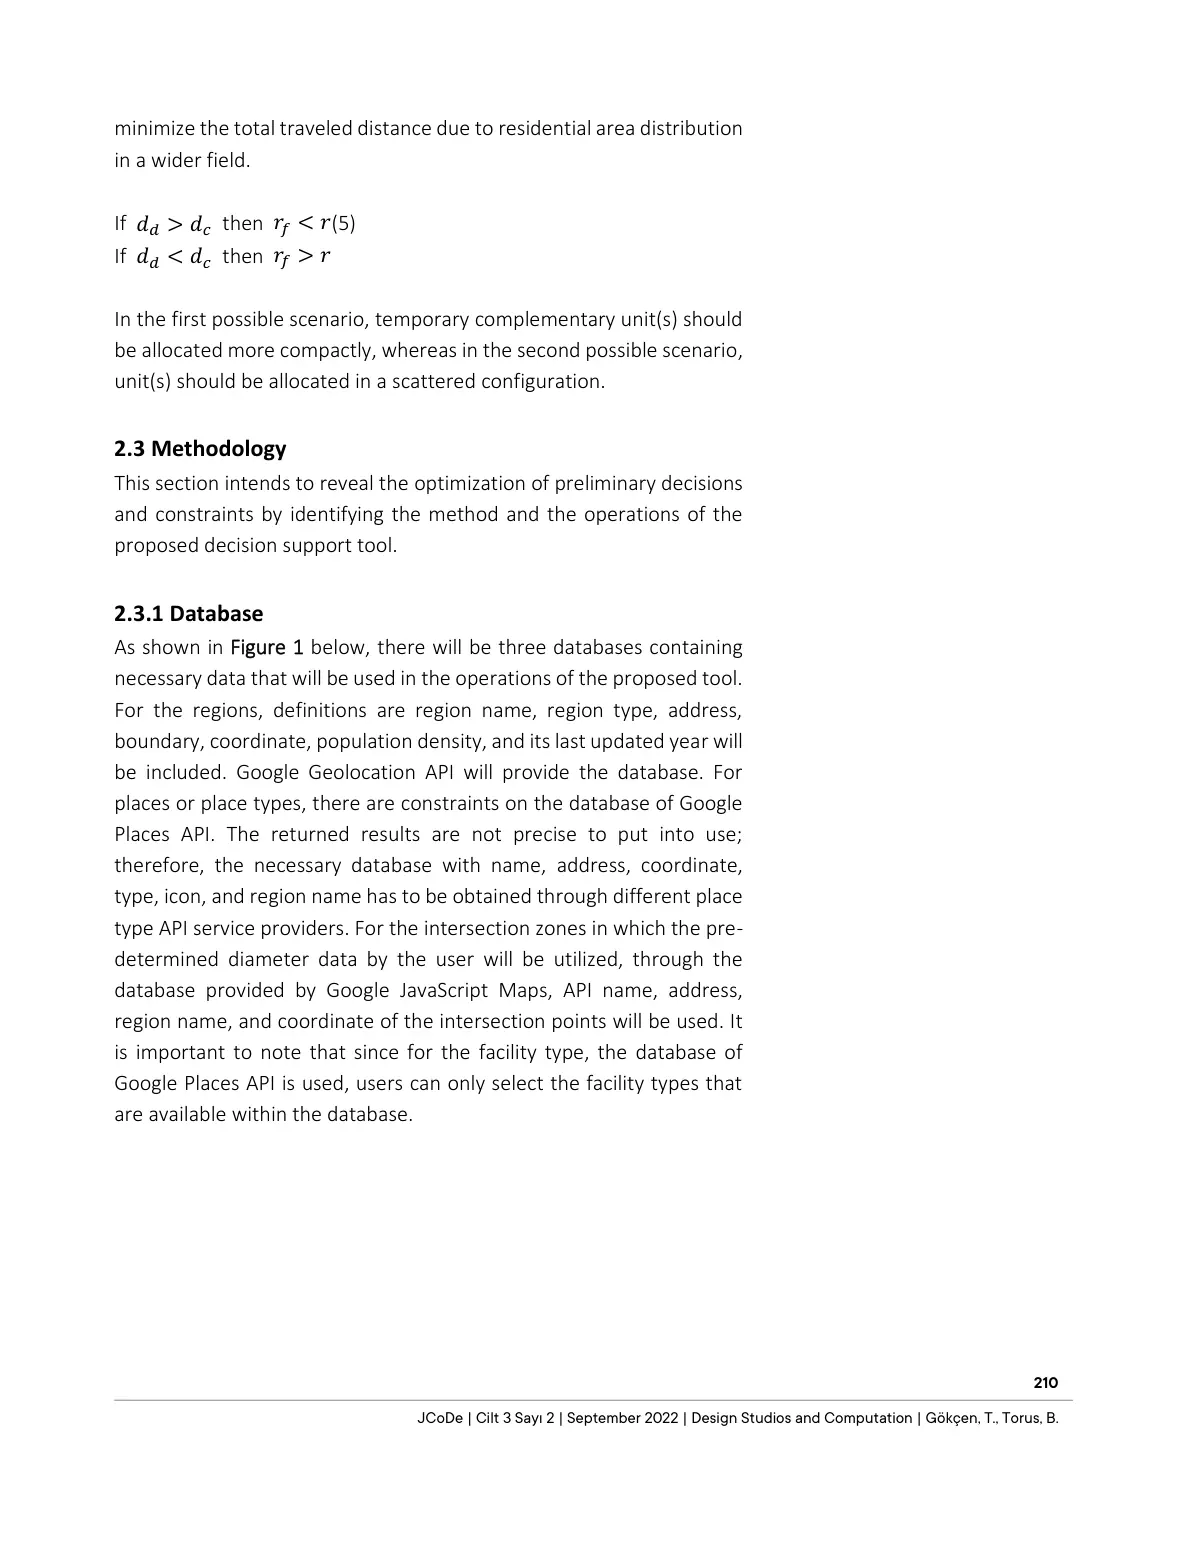 minimize the total traveled distance due to residential area distribution
in a wider field.
If d_d > d_c then r_f < r(5)
If d_d < d_c then r_f > r
In the first possible scenario, temporary complementary unit(s) should
be allocated more compactly, whereas in the second possible scenario,
unit(s) should be allocated in a scattered configuration.
2.3 Methodology
This section intends to reveal the optimization of preliminary decisions
and constraints by identifying the method and the operations of the
proposed decision support tool.
2.3.1 Database
As shown in Figure 1 below, there will be three databases containing
necessary data that will be used in the operations of the proposed tool.
For the regions, definitions are region name, region type, address,
boundary, coordinate, population density, and its last updated year will
be included. Google Geolocation API will provide the database. For
places or place types, there are constraints on the database of Google
Places API. The returned results are not precise to put into use;
therefore, the necessary database with name, address, coordinate,
type, icon, and region name has to be obtained through different place
type API service providers. For the intersection zones in which the pre-
determined diameter data by the user will be utilized, through the
database provided by Google JavaScript Maps, API name, address,
region name, and coordinate of the intersection points will be used. It
is important to note that since for the facility type, the database of
Google Places API is used, users can only select the facility types that
are available within the database.
210
JCoDe | Cilt 3 Sayı 2 | September 2022 | Design Studios and Computation | Gökçen, T., Torus, B.